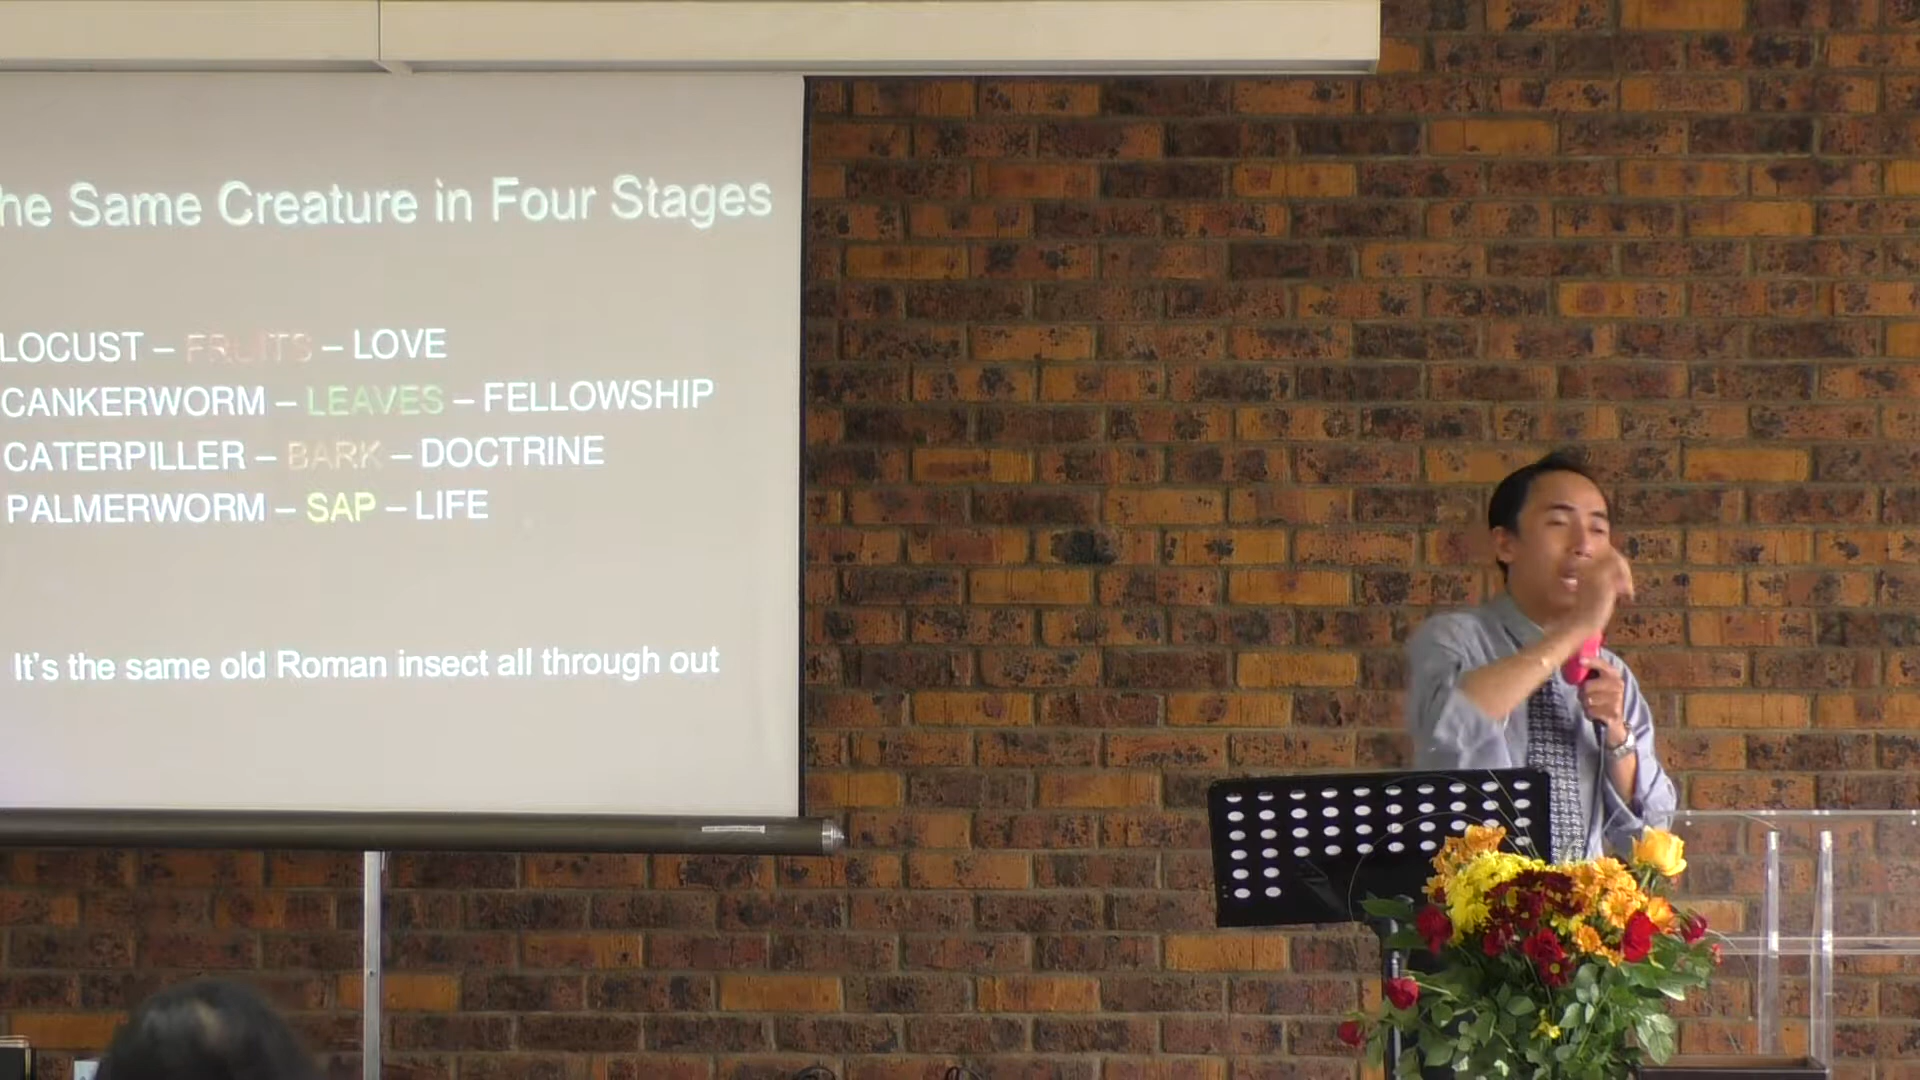 he Same Creature in Four Stages
LOCUST – FRUITS – LOVE
CANKERWORM – LEAVES – FELLOWSHIP
CATERPILLER – BARK – DOCTRINE
PALMERWORM – SAP – LIFE
It's the same old Roman insect all through out